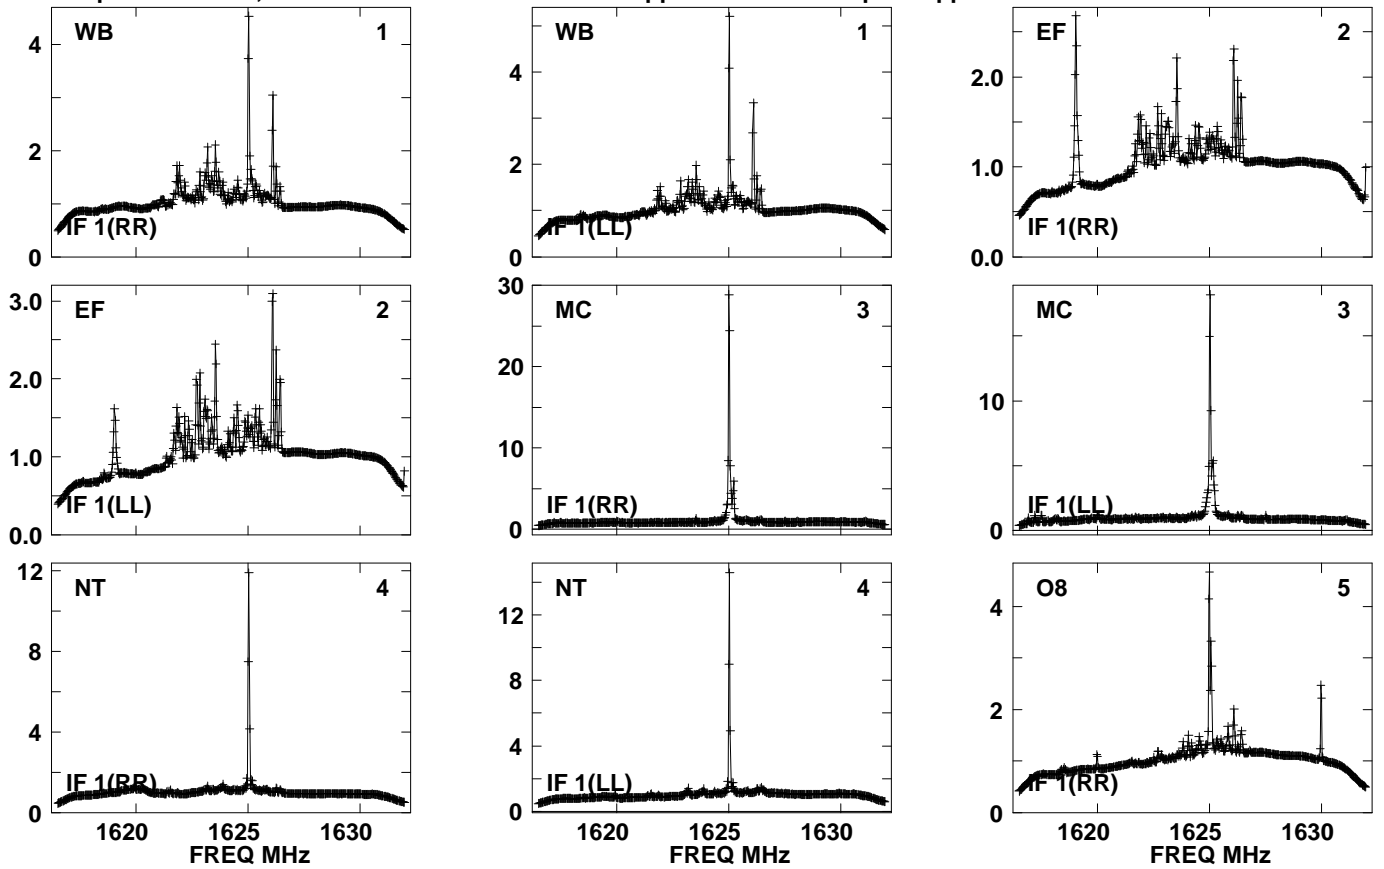 WB 1
4
2
0
IF 1(RR)
WB 1
4
2
0
IF 1(LL)
EF 2
2.0
1.0
0.0
IF 1(RR)
EF 2
3.0
2.0
1.0
0.0
IF 1(LL)
MC 3
30
20
10
0
IF 1(RR)
MC 3
10
0
IF 1(LL)
NT 4
12
8
4
0
IF 1(RR)
1620 1625 1630
FREQ MHz
NT 4
12
8
4
0
IF 1(LL)
1620 1625 1630
FREQ MHz
O8 5
4
2
0
IF 1(RR)
1620 1625 1630
FREQ MHz